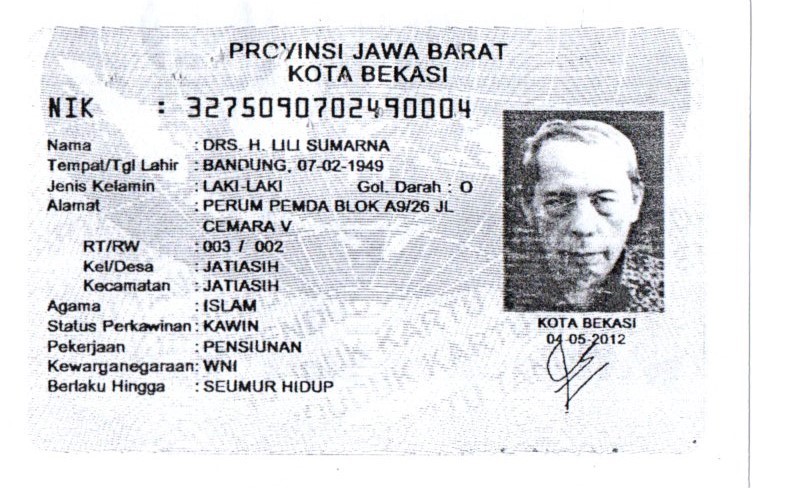 PROVINSI JAWA BARAT
KOTA BEKASI
NIK : 3275090702490004
Nama : DRS. H. LILI SUMARNA
Tempat/Tgl Lahir : BANDUNG, 07-02-1949
Jenis Kelamin : LAKI-LAKI Gol. Darah : O
Alamat : PERUM PEMDA BLOK A9/26 JL
CEMARA V
RT/RW : 003 / 002
Kel/Desa : JATIASIH
Kecamatan : JATIASIH
Agama : ISLAM
Status Perkawinan : KAWIN
Pekerjaan : PENSIUNAN
Kewarganegaraan : WNI
Berlaku Hingga : SEUMUR HIDUP
KOTA BEKASI
04-05-2012